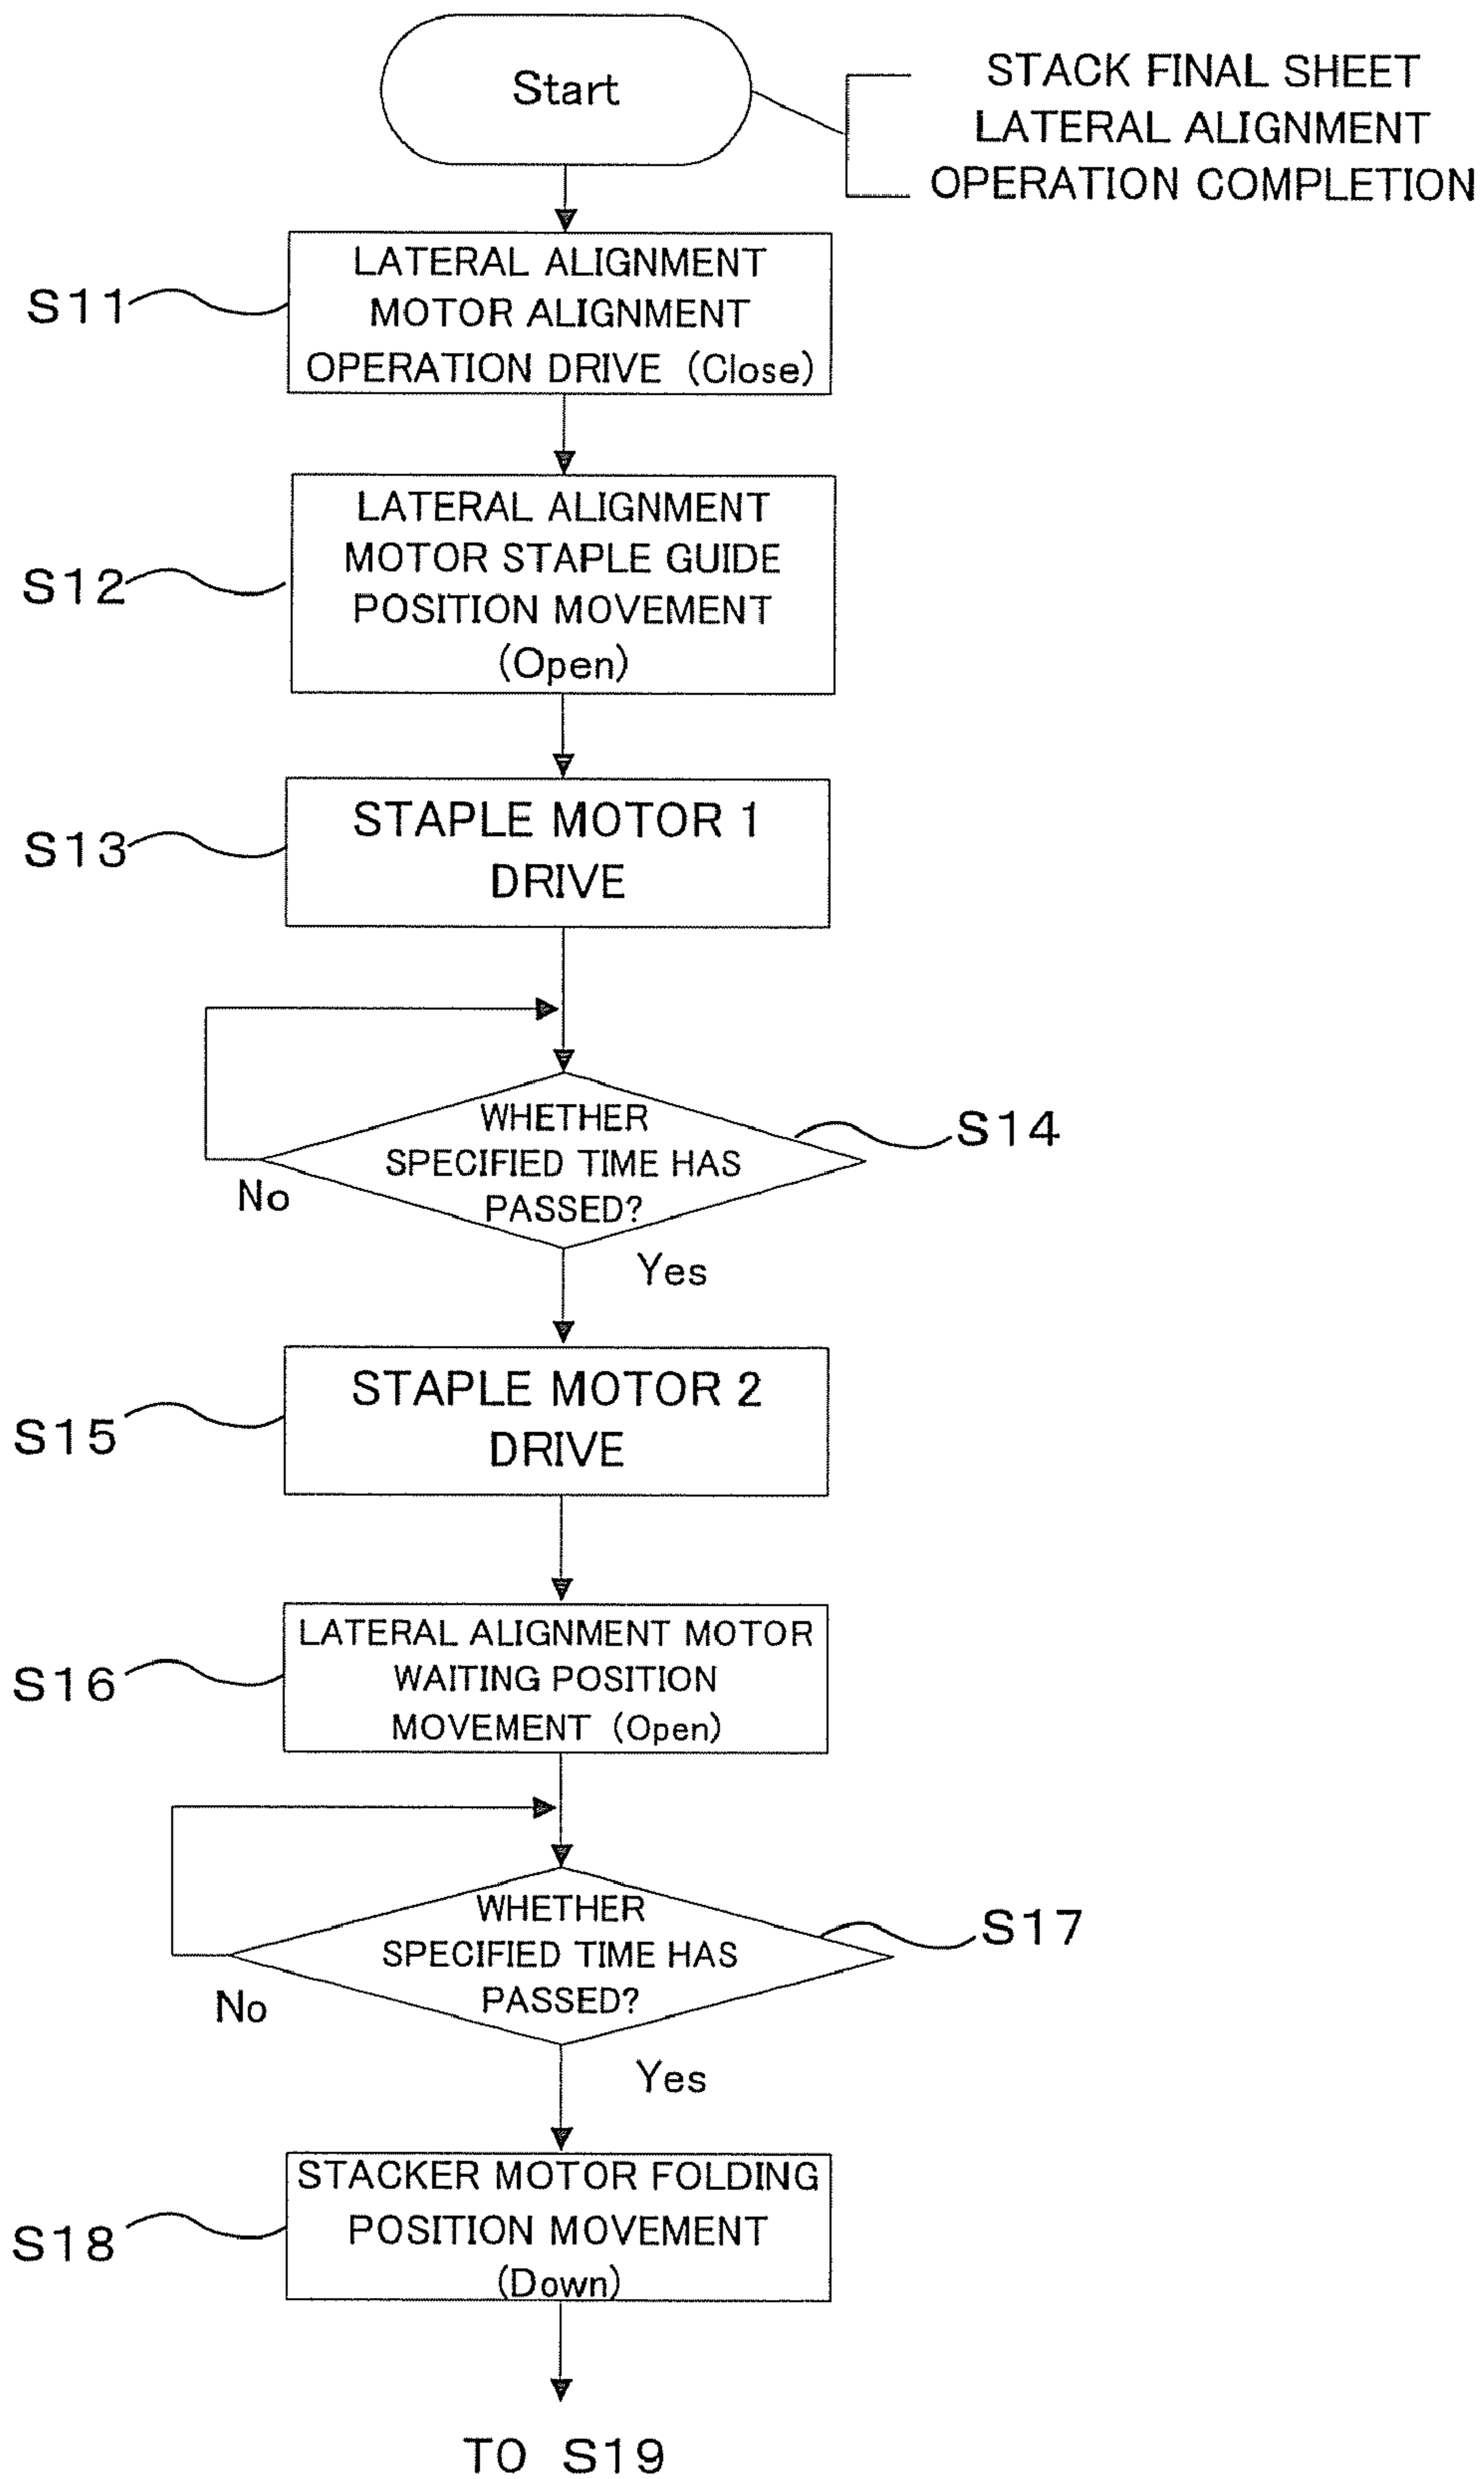 Start
STACK FINAL SHEET
LATERAL ALIGNMENT
OPERATION COMPLETION
S11
LATERAL ALIGNMENT
MOTOR ALIGNMENT
OPERATION DRIVE (Close)
S12
LATERAL ALIGNMENT
MOTOR STAPLE GUIDE
POSITION MOVEMENT
(Open)
S13
STAPLE MOTOR 1
DRIVE
WHETHER
SPECIFIED TIME HAS
PASSED?
S14
No
Yes
S15
STAPLE MOTOR 2
DRIVE
S16
LATERAL ALIGNMENT MOTOR
WAITING POSITION
MOVEMENT (Open)
WHETHER
SPECIFIED TIME HAS
PASSED?
S17
No
Yes
S18
STACKER MOTOR FOLDING
POSITION MOVEMENT
(Down)
TO S19